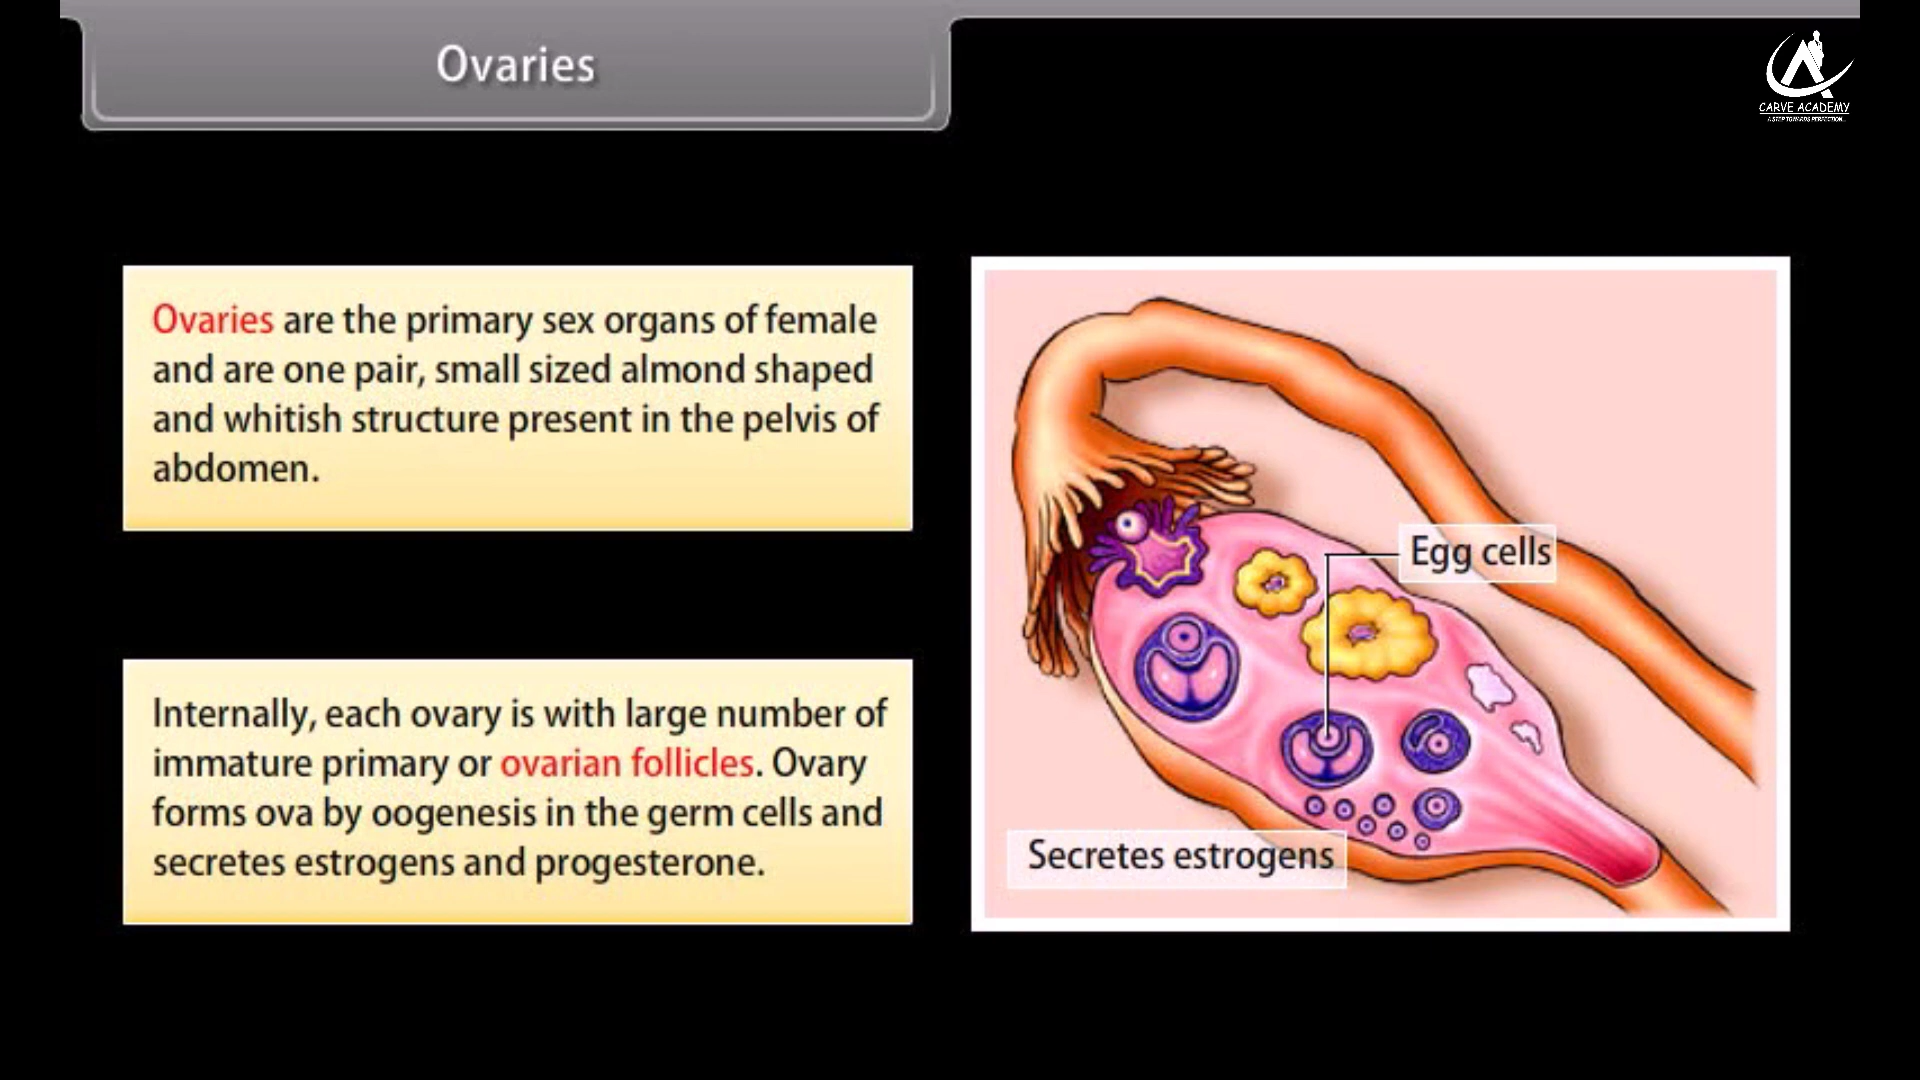 Ovaries
CARVE ACADEMY
A STEP TOWARDS PERFECTION...
Ovaries are the primary sex organs of female
and are one pair, small sized almond shaped
and whitish structure present in the pelvis of
abdomen.
Internally, each ovary is with large number of
immature primary or ovarian follicles. Ovary
forms ova by oogenesis in the germ cells and
secretes estrogens and progesterone.
Egg cells
Secretes estrogens